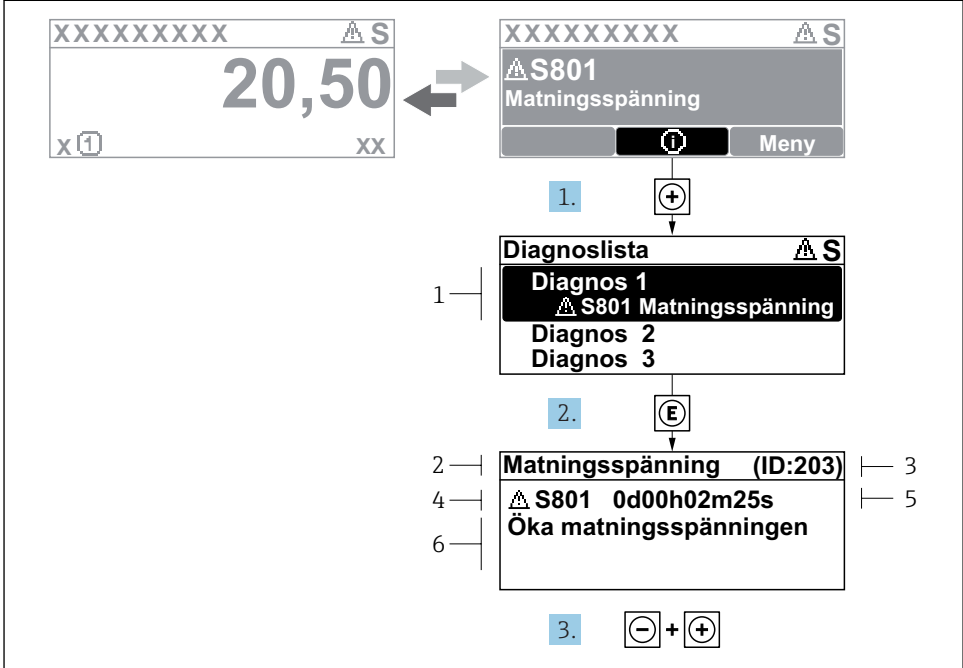 XXXXXXXXX S
20,50
X 1 XX
XXXXXXXXX S
S801
Matningsspänning
i Meny
1. +
Diagnoslista S
1
Diagnos 1
S801 Matningsspänning
Diagnos 2
Diagnos 3
2. E
2 Matningsspänning (ID:203) 3
4 S801 0d00h02m25s 5
6 Öka matningsspänningen
3. - + +